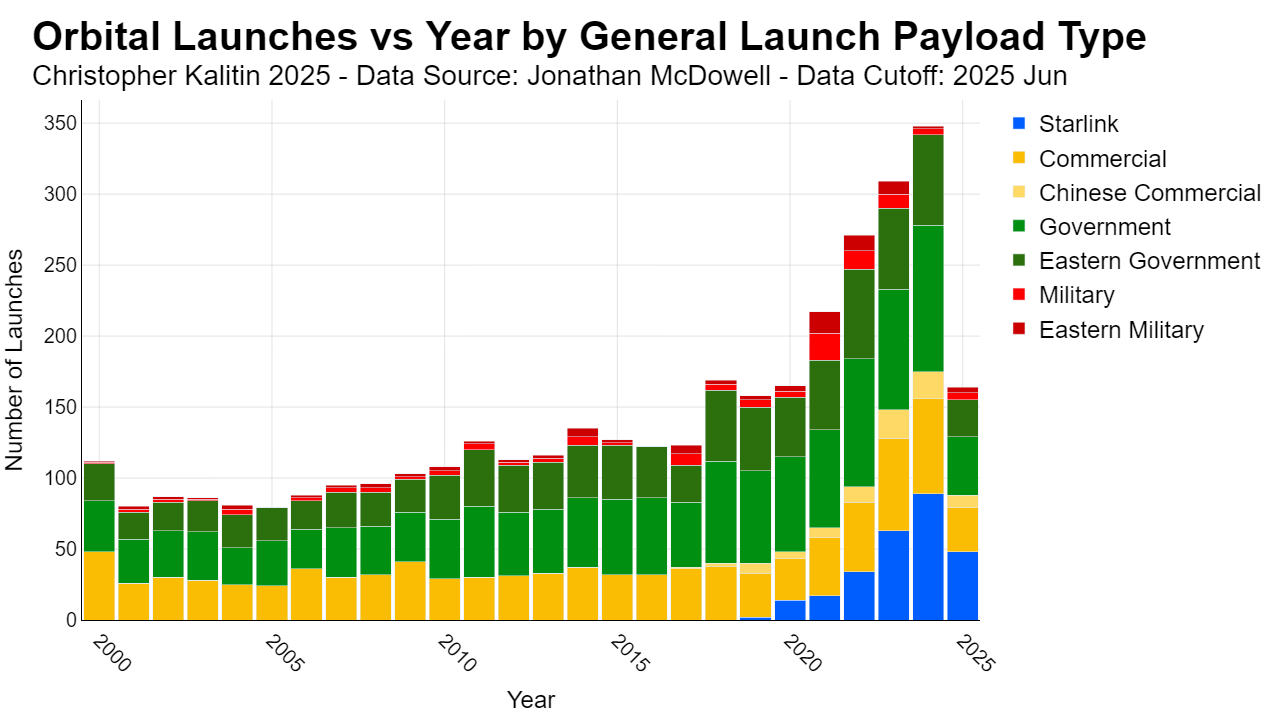 Orbital Launches vs Year by General Launch Payload Type
Christopher Kalitin 2025 - Data Source: Jonathan McDowell - Data Cutoff: 2025 Jun
Number of Launches
350
300
250
200
150
100
50
0
2000
2005
2010
2015
2020
2025
Year
Starlink
Commercial
Chinese Commercial
Government
Eastern Government
Military
Eastern Military